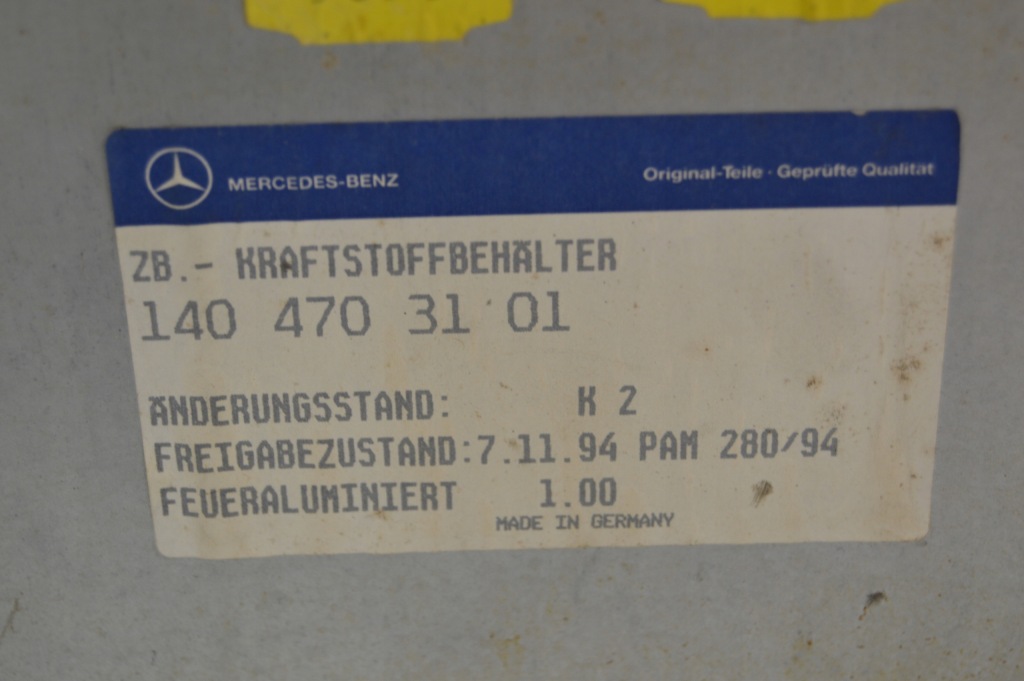 MERCEDES-BENZ
Original-Teile · Geprüfte Qualität
ZB.- KRAFTSTOFFBEHÄLTER
140 470 31 01
ÄNDERUNGSSTAND: K 2
FREIGABEZUSTAND:7.11.94 PAM 280/94
FEUERALUMINIERT 1.00
MADE IN GERMANY